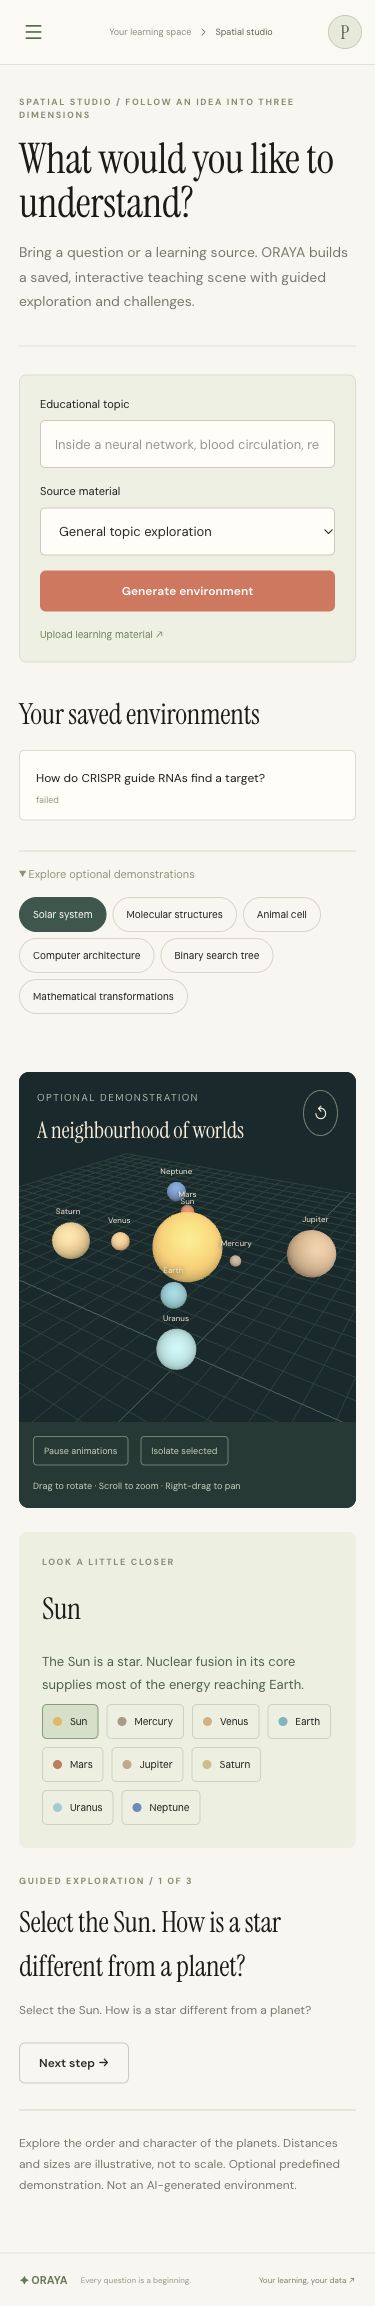 Your learning space > Spatial studio
P
SPATIAL STUDIO / FOLLOW AN IDEA INTO THREE
DIMENSIONS
What would you like to
understand?
Bring a question or a learning source. ORAYA builds
a saved, interactive teaching scene with guided
exploration and challenges.
Educational topic
Inside a neural network, blood circulation, re
Source material
General topic exploration
Generate environment
Upload learning material ↗
Your saved environments
How do CRISPR guide RNAs find a target?
failed
▼ Explore optional demonstrations
Solar system
Molecular structures
Animal cell
Computer architecture
Binary search tree
Mathematical transformations
OPTIONAL DEMONSTRATION
A neighbourhood of worlds
Neptune
Mars
Sun
Saturn
Venus
Jupiter
Mercury
Earth
Uranus
Pause animations
Isolate selected
Drag to rotate · Scroll to zoom · Right-drag to pan
LOOK A LITTLE CLOSER
Sun
The Sun is a star. Nuclear fusion in its core
supplies most of the energy reaching Earth.
Sun
Mercury
Venus
Earth
Mars
Jupiter
Saturn
Uranus
Neptune
GUIDED EXPLORATION / 1 OF 3
Select the Sun. How is a star
different from a planet?
Select the Sun. How is a star different from a planet?
Next step →
Explore the order and character of the planets. Distances
and sizes are illustrative, not to scale. Optional predefined
demonstration. Not an AI-generated environment.
✦ ORAYA
Every question is a beginning.
Your learning, your data ↗